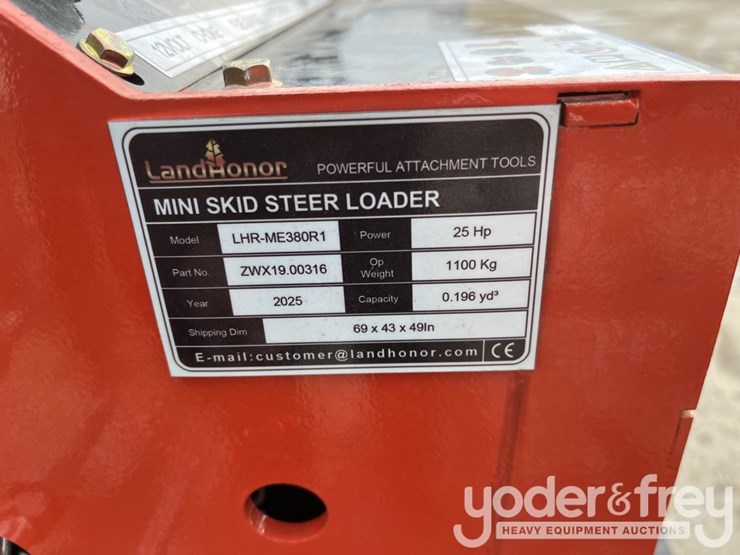 12VOLT
LandHonor
POWERFUL ATTACHMENT TOOLS
MINI SKID STEER LOADER
Model LHR-ME380R1 Power 25 Hp
Part No. ZWX19.00316 Op Weight 1100 Kg
Year 2025 Capacity 0.196 yd³
Shipping Dim 69 x 43 x 49In
E-mail:customer@landhonor.com CE
yoder&frey
HEAVY EQUIPMENT AUCTIONS